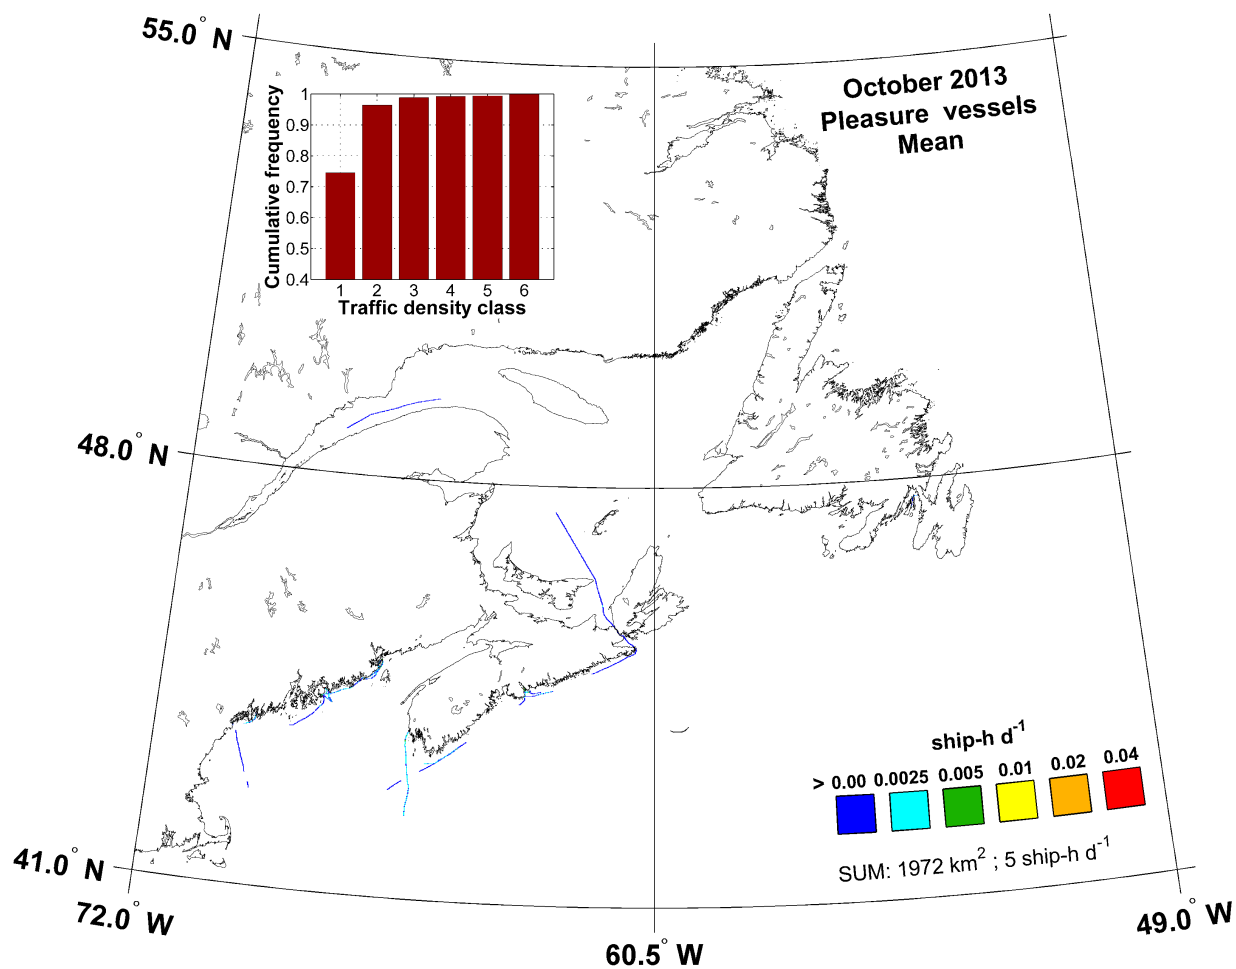 55.0° N
October 2013
Pleasure vessels
Mean
Cumulative frequency
1
0.9
0.8
0.7
0.6
0.5
0.4
1 2 3 4 5 6
Traffic density class
48.0° N
ship-h d-1
> 0.00 0.0025 0.005 0.01 0.02 0.04
SUM: 1972 km2 ; 5 ship-h d-1
41.0° N
72.0° W
60.5° W
49.0° W